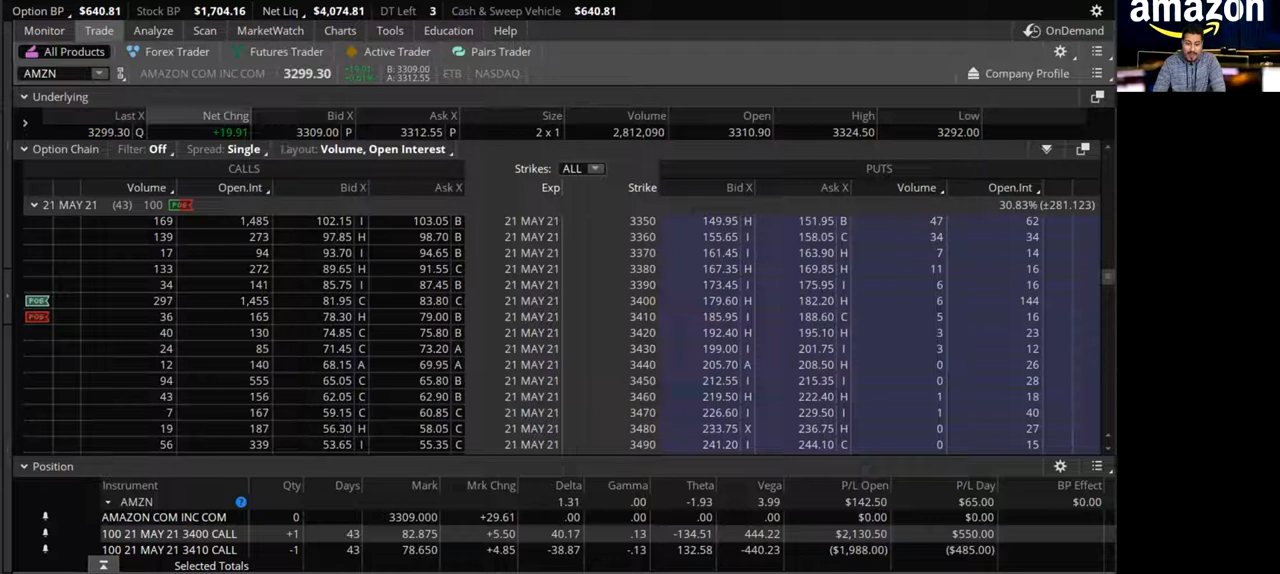 Option BP $640.81 Stock BP $1,704.16 Net Liq $4,074.81 DT Left 3 Cash & Sweep Vehicle $640.81
amazon
Monitor Trade Analyze Scan MarketWatch Charts Tools Education Help OnDemand
All Products Forex Trader Futures Trader Active Trader Pairs Trader
AMZN AMAZON COM INC COM 3299.30 +19.91 +0.61% B: 3309.00 A: 3312.55 ETB NASDAQ Company Profile
Underlying
Last X Net Chng Bid X Ask X Size Volume Open High Low
3299.30 Q +19.91 3309.00 P 3312.55 P 2 x 1 2,812,090 3310.90 3324.50 3292.00
Option Chain Filter: Off Spread: Single Layout: Volume, Open Interest
CALLS Strikes: ALL PUTS
Volume Open.Int Bid X Ask X Exp Strike Bid X Ask X Volume Open.Int
21 MAY 21 (43) 100 POS 30.83% (±281.123)
169 1,485 102.15 I 103.05 B 21 MAY 21 3350 149.95 H 151.95 B 47 62
139 273 97.85 H 98.70 B 21 MAY 21 3360 155.65 I 158.05 C 34 34
17 94 93.70 I 94.65 B 21 MAY 21 3370 161.45 I 163.90 H 7 14
133 272 89.65 H 91.55 C 21 MAY 21 3380 167.35 H 169.85 H 11 16
34 141 85.75 I 87.45 B 21 MAY 21 3390 173.45 I 175.95 I 6 16
POS 297 1,455 81.95 C 83.80 C 21 MAY 21 3400 179.60 H 182.20 H 6 144
POS 36 165 78.30 H 79.00 B 21 MAY 21 3410 185.95 I 188.60 C 5 16
40 130 74.85 C 75.80 B 21 MAY 21 3420 192.40 H 195.10 H 3 23
24 85 71.45 C 73.20 A 21 MAY 21 3430 199.00 I 201.75 I 3 12
12 140 68.15 A 69.95 A 21 MAY 21 3440 205.70 A 208.50 H 0 26
94 555 65.05 C 65.80 B 21 MAY 21 3450 212.55 I 215.35 I 0 28
43 156 62.05 C 62.90 B 21 MAY 21 3460 219.50 H 222.40 H 1 18
7 167 59.15 C 60.85 C 21 MAY 21 3470 226.60 I 229.50 I 1 40
19 187 56.30 H 58.05 C 21 MAY 21 3480 233.75 X 236.75 H 0 27
56 339 53.65 I 55.35 C 21 MAY 21 3490 241.20 I 244.10 C 0 15
Position
Instrument Qty Days Mark Mrk Chng Delta Gamma Theta Vega P/L Open P/L Day BP Effect
AMZN ? 1.31 .00 -1.93 3.99 $142.50 $65.00 $0.00
AMAZON COM INC COM 0 3309.000 +29.61 .00 .00 .00 .00 $0.00 $0.00
100 21 MAY 21 3400 CALL +1 43 82.875 +5.50 40.17 .13 -134.51 444.22 $2,130.50 $550.00
100 21 MAY 21 3410 CALL -1 43 78.650 +4.85 -38.87 -.13 132.58 -440.23 ($1,988.00) ($485.00)
Selected Totals